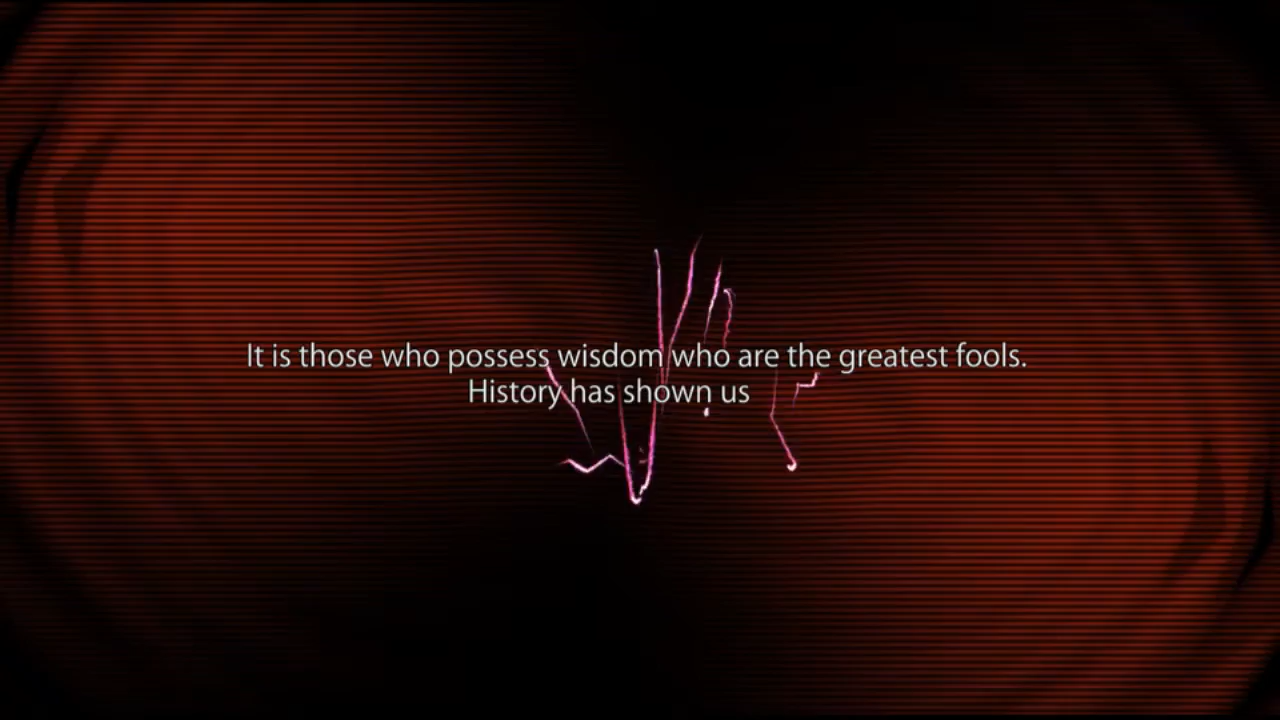 It is those who possess wisdom who are the greatest fools.
History has shown us